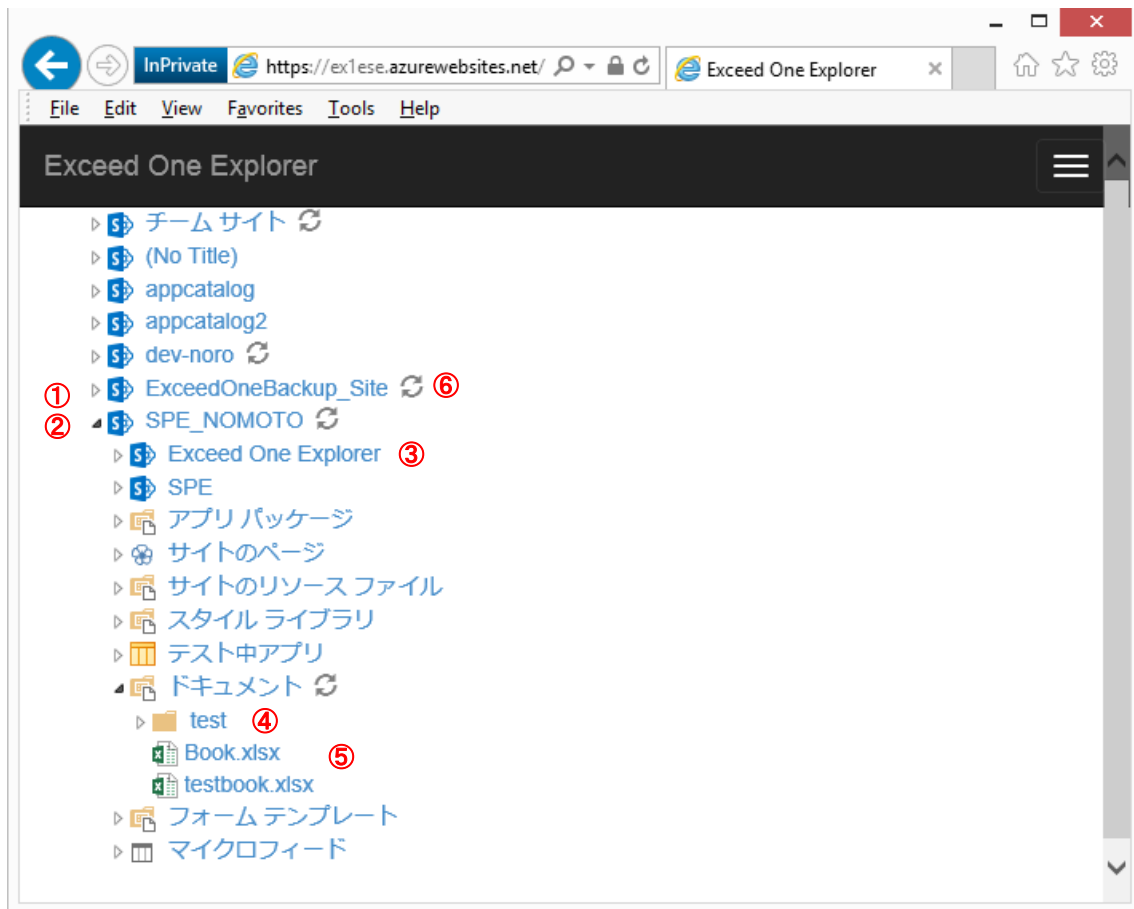 InPrivate https://ex1ese.azurewebsites.net/ Exceed One Explorer
File Edit View Favorites Tools Help
Exceed One Explorer
チーム サイト
(No Title)
appcatalog
appcatalog2
dev-noro
① ExceedOneBackup_Site ⑥
② SPE_NOMOTO
Exceed One Explorer ③
SPE
アプリ パッケージ
サイトのページ
サイトのリソース ファイル
スタイル ライブラリ
テスト中アプリ
ドキュメント
test ④
Book.xlsx ⑤
testbook.xlsx
フォーム テンプレート
マイクロフィード